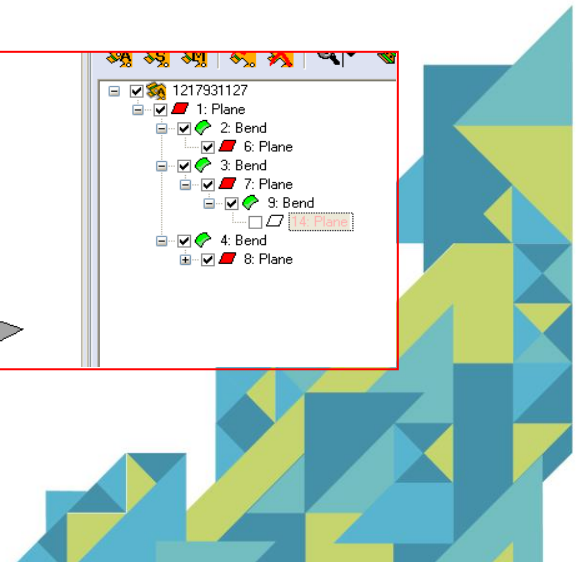 1217931127
1: Plane
2: Bend
6: Plane
3: Bend
7: Plane
9: Bend
14: Plane
4: Bend
8: Plane